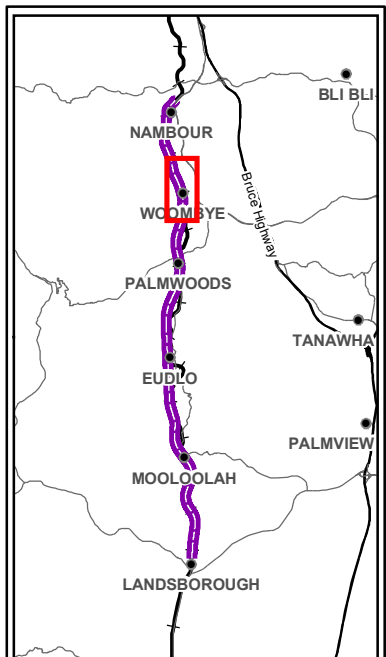 BLI BLI
NAMBOUR
Bruce Highway
WOOMBYE
PALMWOODS
TANAWHA
EUDLO
PALMVIEW
MOOLOOLAH
LANDSBOROUGH